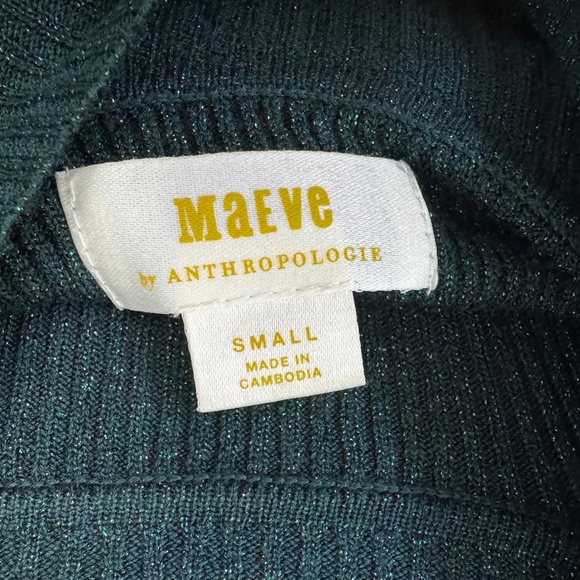 MaEVe
by ANTHROPOLOGIE
SMALL
MADE IN
CAMBODIA